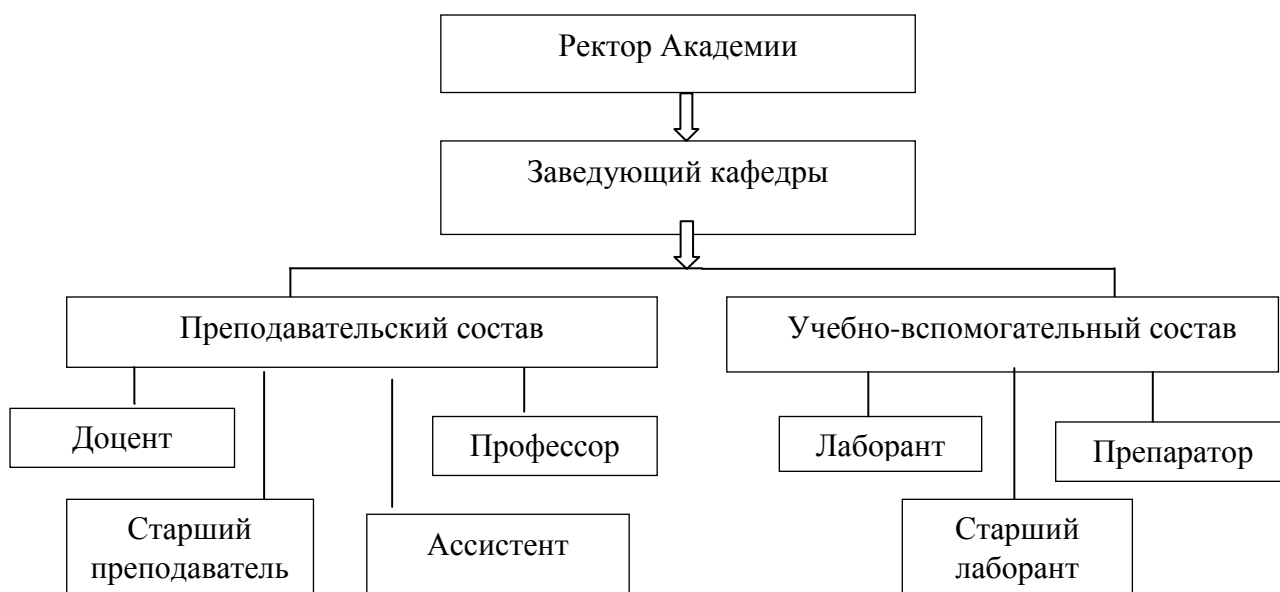 Ректор Академии
Заведующий кафедры
Преподавательский состав
Учебно-вспомогательный состав
Доцент
Профессор
Лаборант
Препаратор
Старший
преподаватель
Ассистент
Старший
лаборант